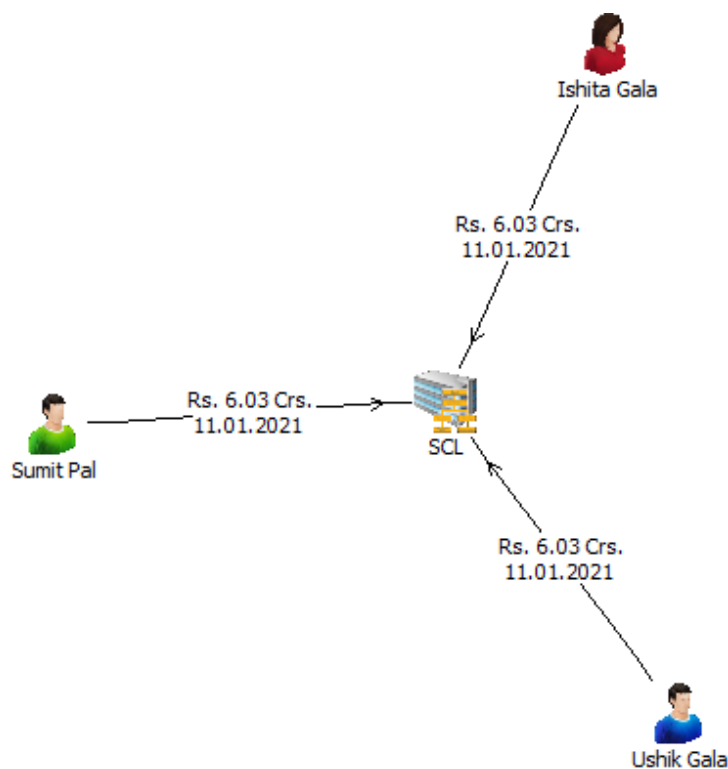 Ishita Gala
Rs. 6.03 Crs.
11.01.2021
Rs. 6.03 Crs.
11.01.2021
Sumit Pal
SCL
Rs. 6.03 Crs.
11.01.2021
Ushik Gala